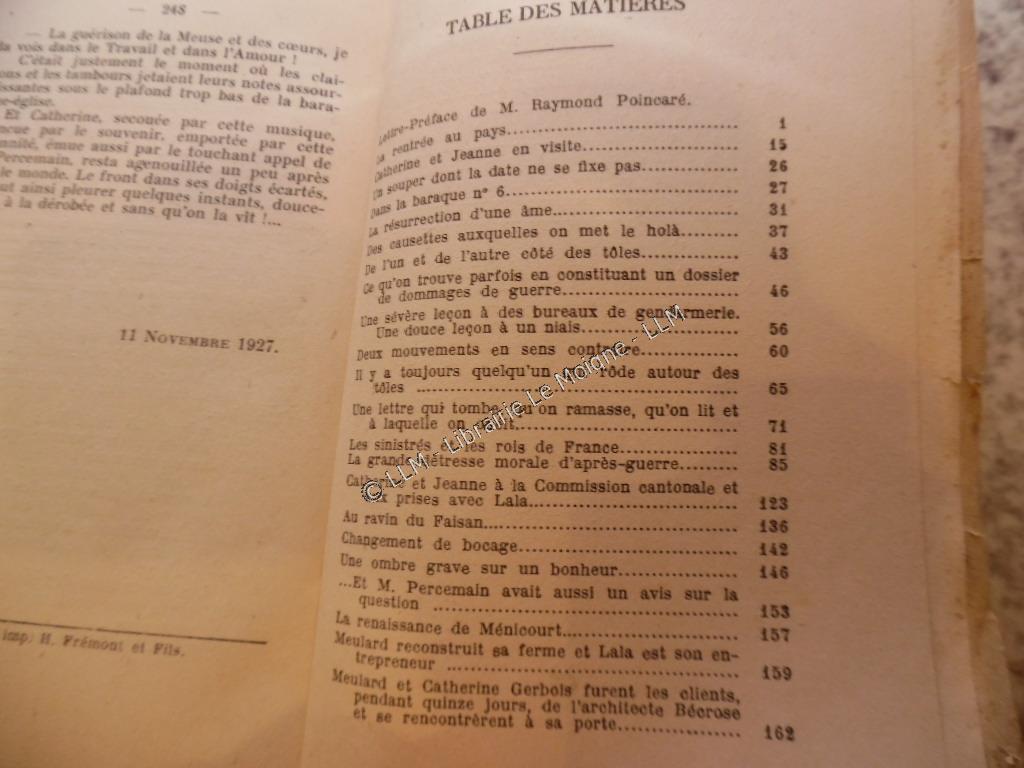 — 248 —
— La guérison de la Meuse et des cœurs, je
vois dans le Travail et dans l'Amour !
C'était justement le moment où les clai-
et les tambours jetaient leurs notes assour-
sous le plafond trop bas de la bara-
église.
Et Catherine, secouée par cette musique,
par le souvenir, emportée par cette
émue aussi par le touchant appel de
Percemain, resta agenouillée un peu après
le monde. Le front dans ses doigts écartés,
ainsi pleurer quelques instants, douce-
à la dérobée et sans qu'on la vît !...
11 NOVEMBRE 1927.
imp. H. Frémont et Fils.
TABLE DES MATIÈRES
Lettre-Préface de M. Raymond Poincaré.
La rentrée au pays 1
Catherine et Jeanne en visite 15
Un souper dont la date ne se fixe pas 26
Dans la baraque n° 6 27
La résurrection d'une âme 31
Des causettes auxquelles on met le holà 37
De l'un et de l'autre côté des tôles 43
Ce qu'on trouve parfois en constituant un dossier
de dommages de guerre 46
Une sévère leçon à des bureaux de gendarmerie.
Une douce leçon à un niais 56
Deux mouvements en sens contraire 60
Il y a toujours quelqu'un qui rôde autour des
tôles 65
Une lettre qui tombe, qu'on ramasse, qu'on lit et
à laquelle on 71
Les sinistrés et les rois de France 81
La grande détresse morale d'après-guerre 85
Catherine et Jeanne à la Commission cantonale et
aux prises avec Lala 123
Au ravin du Faisan 136
Changement de bocage 142
Une ombre grave sur un bonheur 146
...Et M. Percemain avait aussi un avis sur la
question 153
La renaissance de Ménicourt 157
Meulard reconstruit sa ferme et Lala est son en-
trepreneur 159
Meulard et Catherine Gerbois furent les clients,
pendant quinze jours, de l'architecte Bécrose
et se rencontrèrent à sa porte 162
© LLM - Librairie Le Moigne - LLM